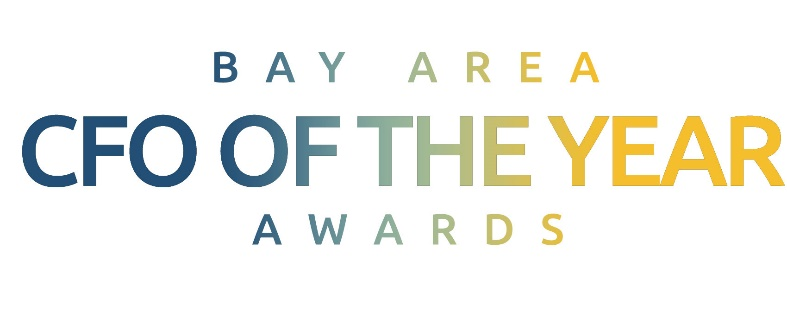 BAY AREA
CFO OF THE YEAR
AWARDS